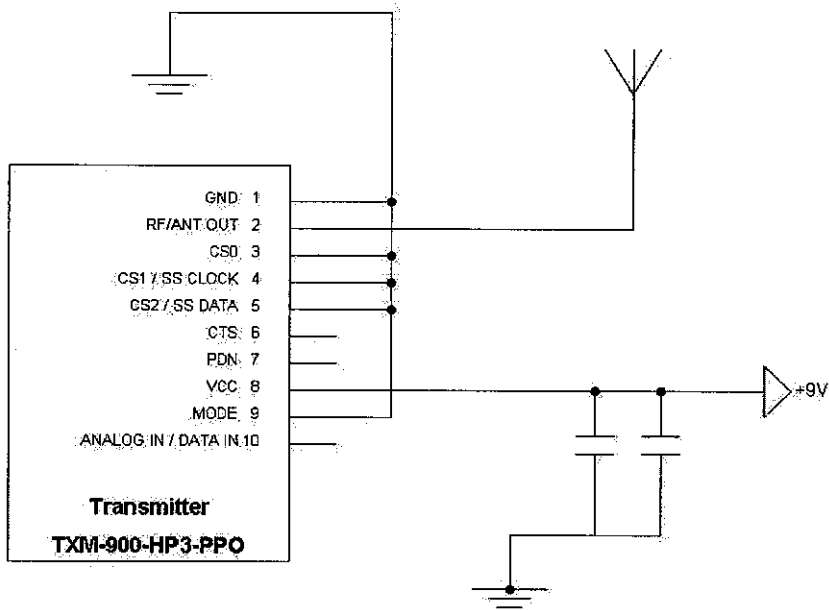 GND 1
RF/ANT OUT 2
CS0 3
CS1 / SS CLOCK 4
CS2 / SS DATA 5
CTS 6
PDN 7
VCC 8
+9V
MODE 9
ANALOG IN / DATA IN 10
Transmitter
TXM-900-HP3-PPO